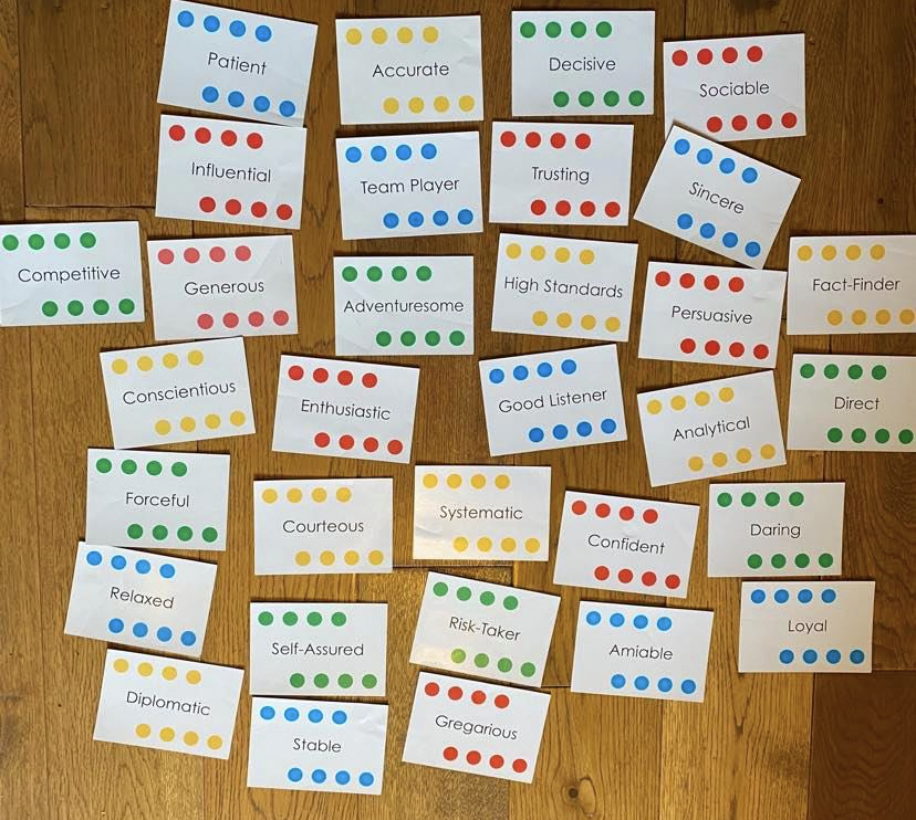 Patient
Accurate
Decisive
Sociable
Influential
Team Player
Trusting
Sincere
Competitive
Generous
Adventuresome
High Standards
Persuasive
Fact-Finder
Conscientious
Enthusiastic
Good Listener
Analytical
Direct
Forceful
Courteous
Systematic
Confident
Daring
Relaxed
Self-Assured
Risk-Taker
Amiable
Loyal
Diplomatic
Stable
Gregarious